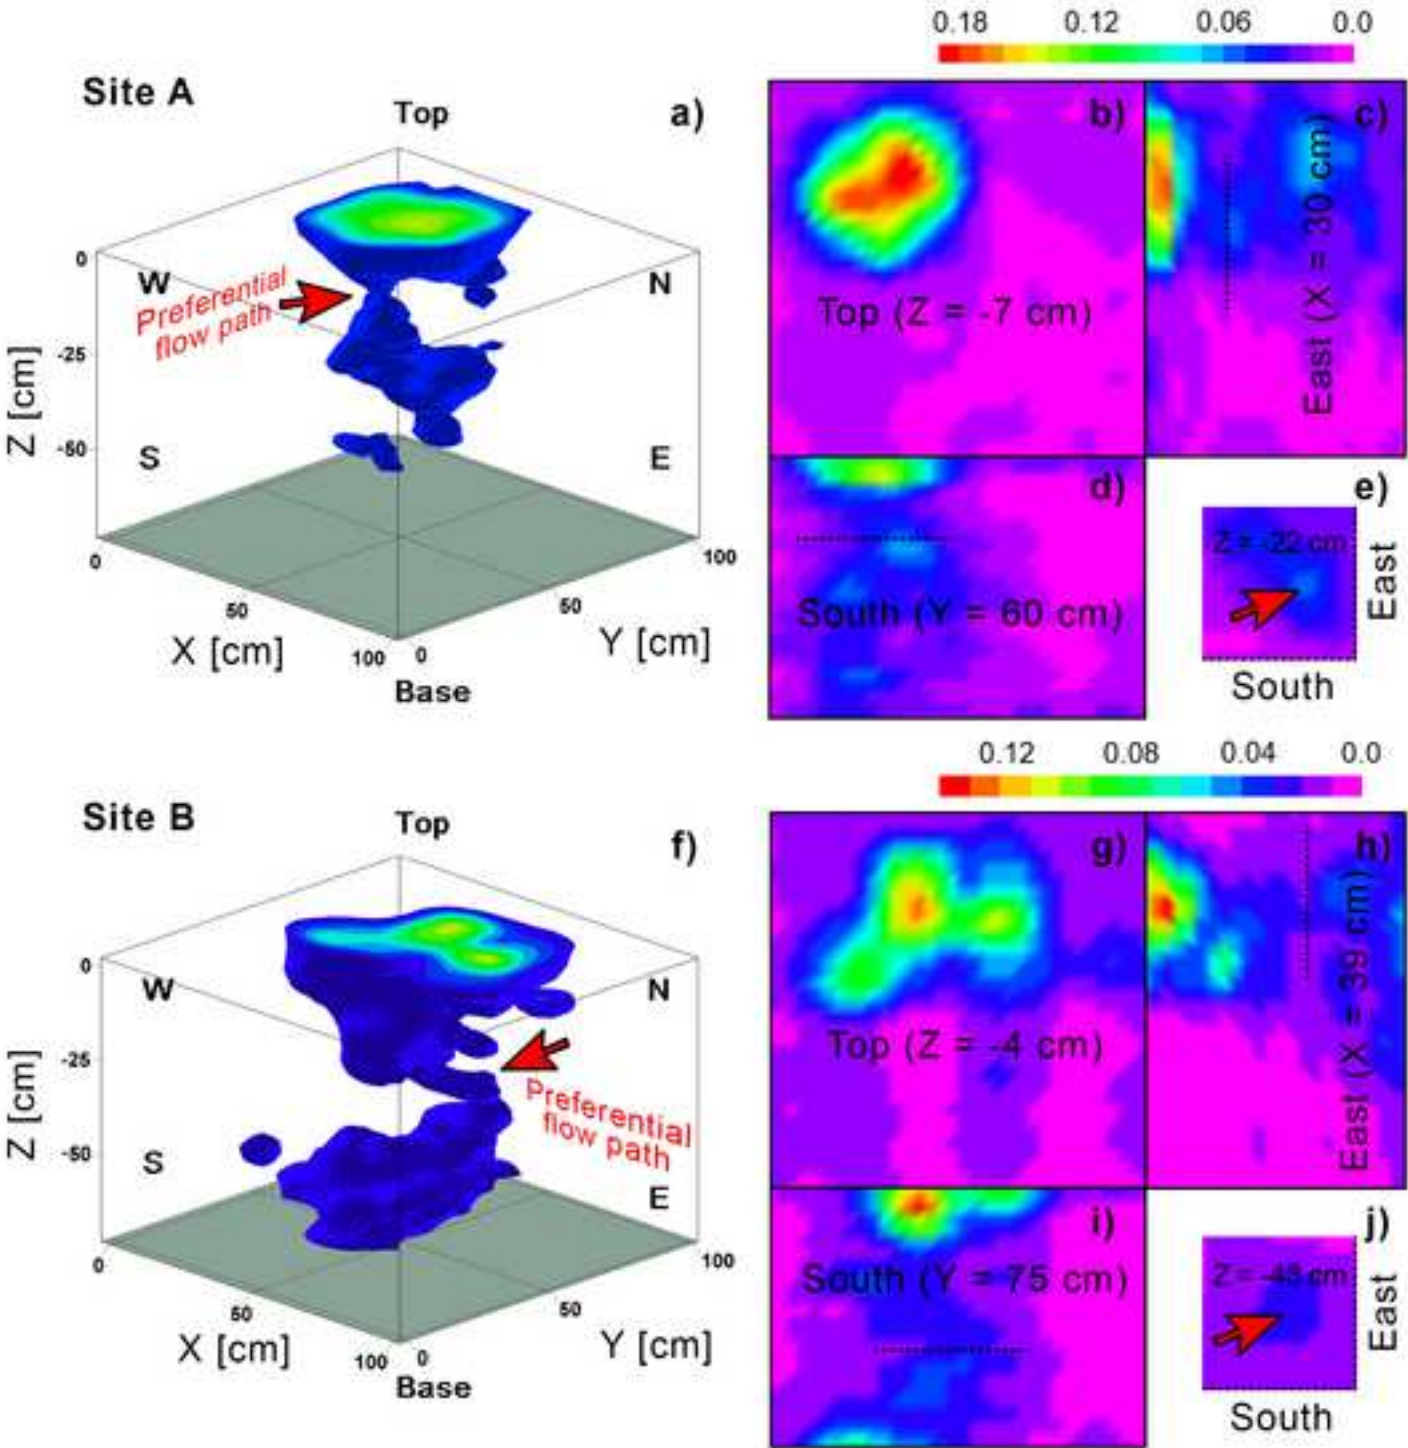 0.18 0.12 0.06 0.0
Site A
Top
a)
b)
c)
0
W
N
Preferential
flow path
Top (Z = -7 cm)
East (X = 30 cm)
-25
Z [cm]
-50
S
E
d)
e)
Z = -22 cm
East
South (Y = 60 cm)
South
0
50
100
X [cm]
0
50
100
Y [cm]
Base
0.12 0.08 0.04 0.0
Site B
Top
f)
g)
h)
0
W
N
Top (Z = -4 cm)
East (X = 39 cm)
-25
Z [cm]
Preferential
flow path
-50
S
E
i)
j)
South (Y = 75 cm)
East
South
0
50
100
X [cm]
0
50
100
Y [cm]
Base